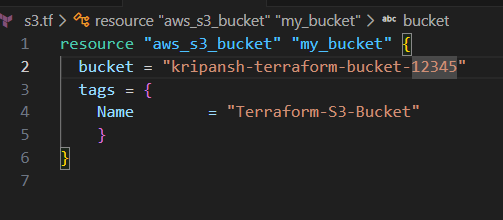 s3.tf > resource "aws_s3_bucket" "my_bucket" > abc bucket
1 resource "aws_s3_bucket" "my_bucket" {
2   bucket = "kripansh-terraform-bucket-12345"
3   tags = {
4     Name        = "Terraform-S3-Bucket"
5     }
6 }
7